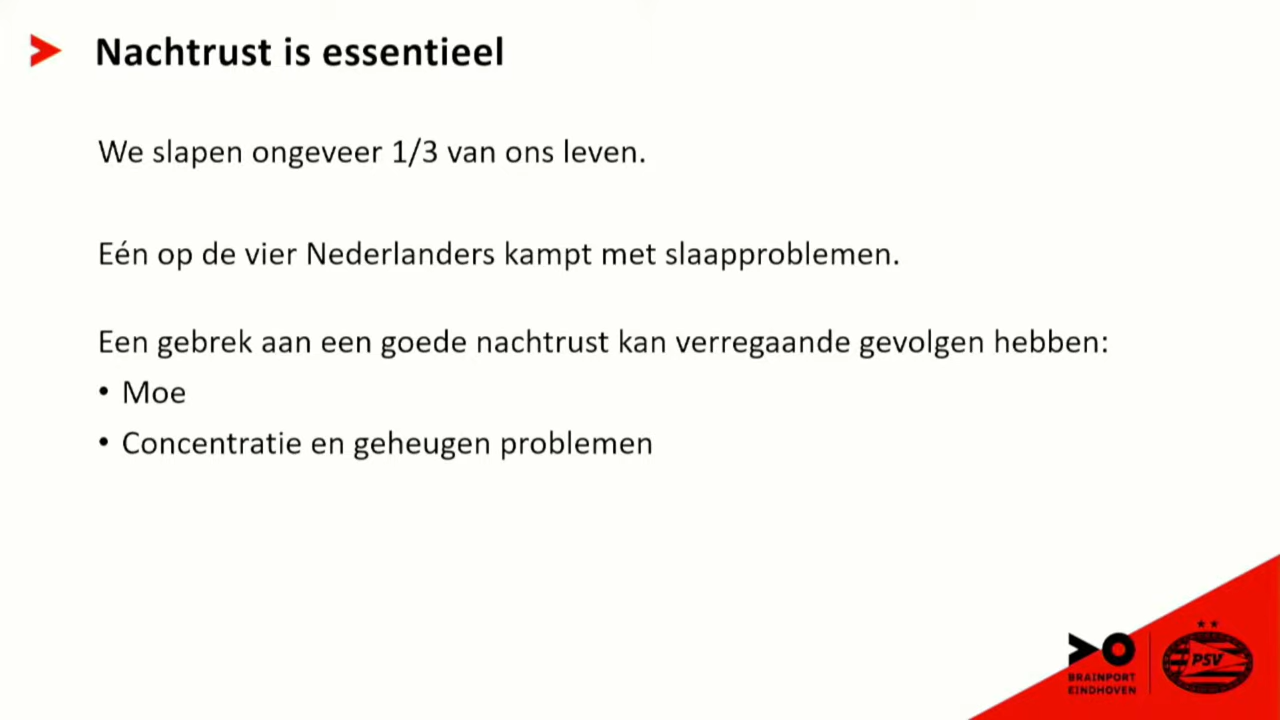 Nachtrust is essentieel
We slapen ongeveer 1/3 van ons leven.
Eén op de vier Nederlanders kampt met slaapproblemen.
Een gebrek aan een goede nachtrust kan verregaande gevolgen hebben:
• Moe
• Concentratie en geheugen problemen
BRAINPORT
EINDHOVEN
PSV